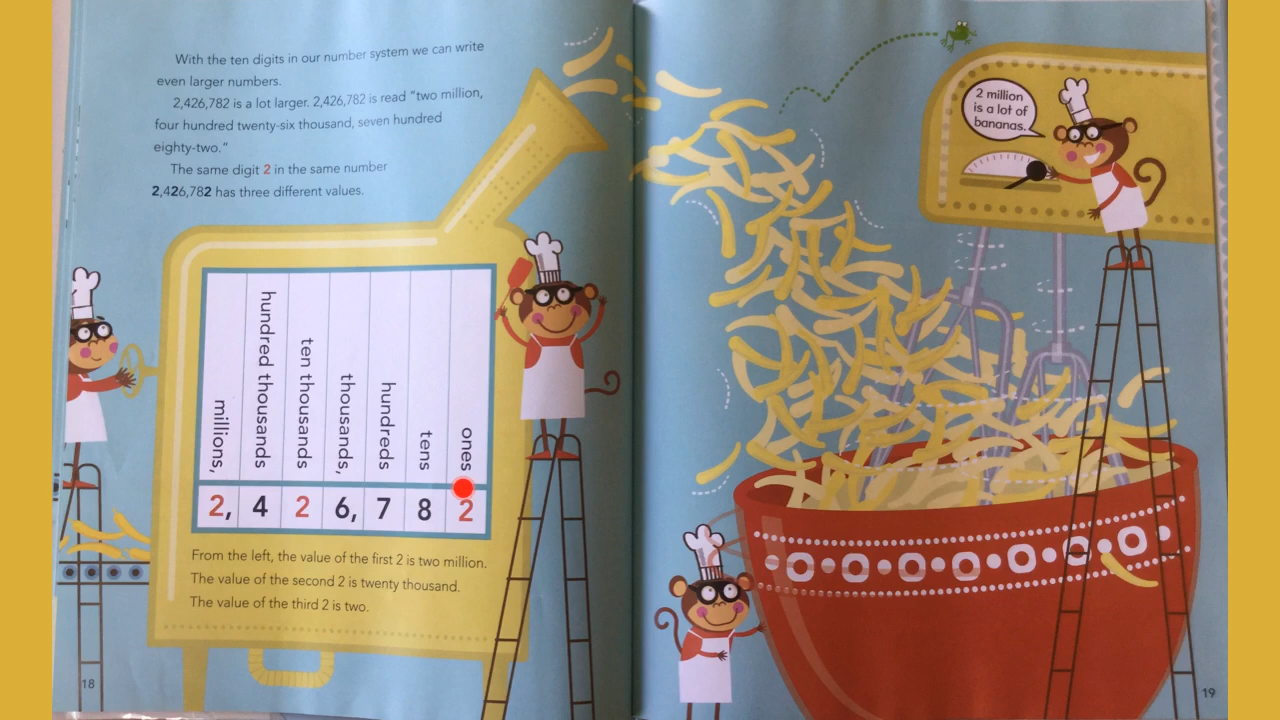 With the ten digits in our number system we can write
even larger numbers.
2,426,782 is a lot larger. 2,426,782 is read “two million,
four hundred twenty-six thousand, seven hundred
eighty-two.”
The same digit 2 in the same number
2,426,782 has three different values.
millions,
hundred thousands
ten thousands
thousands,
hundreds
tens
ones
2, 4 2 6, 7 8 2
From the left, the value of the first 2 is two million.
The value of the second 2 is twenty thousand.
The value of the third 2 is two.
18
2 million
is a lot of
bananas.
19